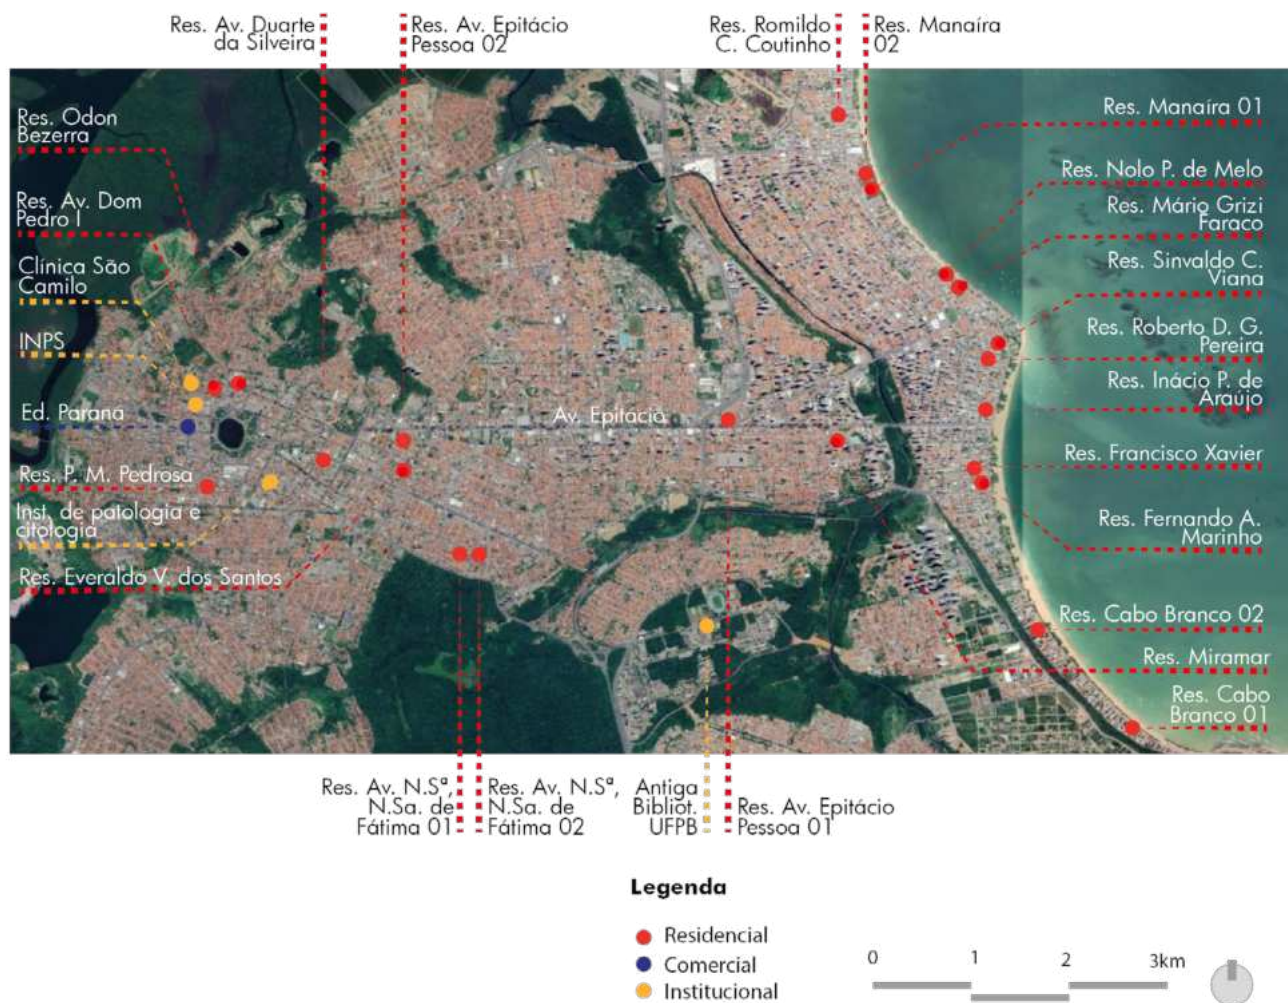 Res. Av. Duarte
da Silveira
Res. Av. Epitácio
Pessoa 02
Res. Romildo
C. Coutinho
Res. Manaíra
02
Res. Odon
Bezerra
Res. Av. Dom
Pedro I
Clínica São
Camilo
INPS
Ed. Paraná
Res. P. M. Pedrosa
Inst. de patologia e
citologia
Res. Everaldo V. dos Santos
Av. Epitácio
Res. Manaíra 01
Res. Nolo P. de Melo
Res. Mário Grizi
Faraco
Res. Sinvaldo C.
Viana
Res. Roberto D. G.
Pereira
Res. Inácio P. de
Araújo
Res. Francisco Xavier
Res. Fernando A.
Marinho
Res. Cabo Branco 02
Res. Miramar
Res. Cabo
Branco 01
Res. Av. N.Sª,
N.Sa. de
Fátima 01
Res. Av. N.Sª,
N.Sa. de
Fátima 02
Antiga
Bibliot.
UFPB
Res. Av. Epitácio
Pessoa 01
Legenda
Residencial
Comercial
Institucional
0 1 2 3km